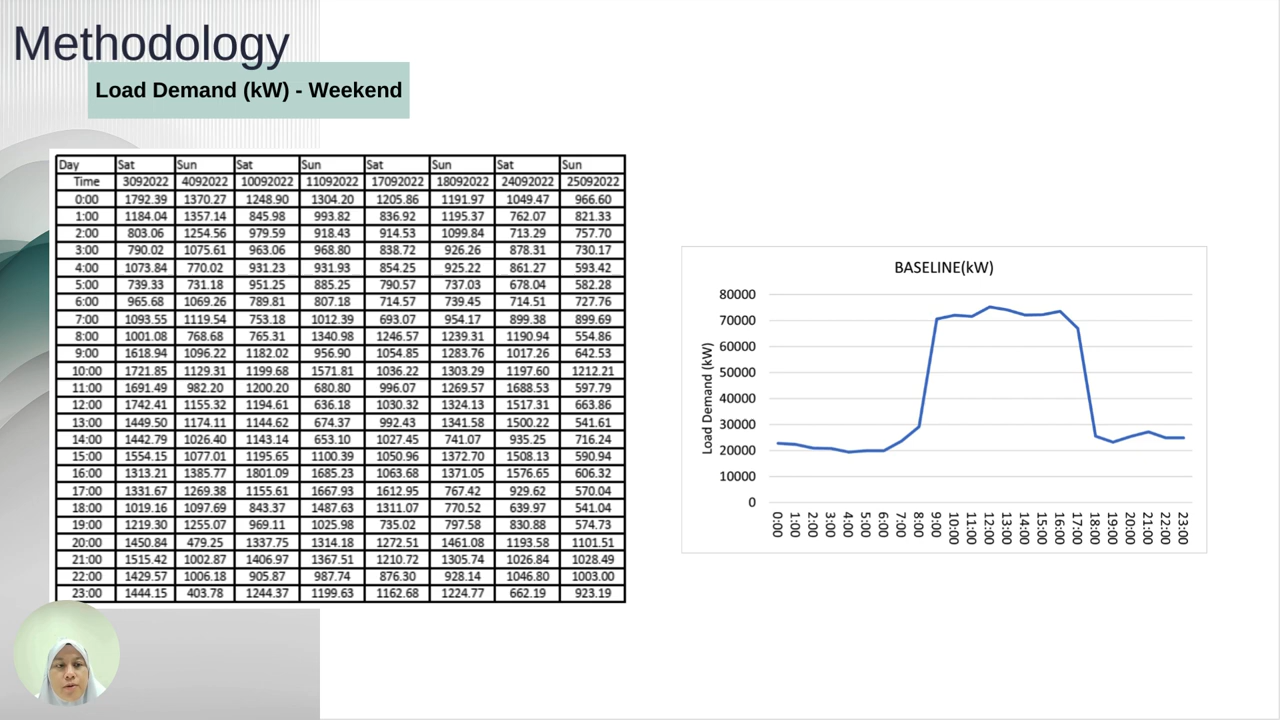 Methodology
Load Demand (kW) - Weekend
Day Sat Sun Sat Sun Sat Sun Sat Sun
Time 3092022 4092022 10092022 11092022 17092022 18092022 24092022 25092022
0:00 1792.39 1370.27 1248.90 1304.20 1205.86 1191.97 1049.47 966.60
1:00 1184.04 1357.14 845.98 993.82 836.92 1195.37 762.07 821.33
2:00 803.06 1254.56 979.59 918.43 914.53 1099.84 713.29 757.70
3:00 790.02 1075.61 963.06 968.80 838.72 926.26 878.31 730.17
4:00 1073.84 770.02 931.23 931.93 854.25 925.22 861.27 593.42
5:00 739.33 731.18 951.25 885.25 790.57 737.03 678.04 582.28
6:00 965.68 1069.26 789.81 807.18 714.57 739.45 714.51 727.76
7:00 1093.55 1119.54 753.18 1012.39 693.07 954.17 899.38 899.69
8:00 1001.08 768.68 765.31 1340.98 1246.57 1239.31 1190.94 554.86
9:00 1618.94 1096.22 1182.02 956.90 1054.85 1283.76 1017.26 642.53
10:00 1721.85 1129.31 1199.68 1571.81 1036.22 1303.29 1197.60 1212.21
11:00 1691.49 982.20 1200.20 680.80 996.07 1269.57 1688.53 597.79
12:00 1742.41 1155.32 1194.61 636.18 1030.32 1324.13 1517.31 663.86
13:00 1449.50 1174.11 1144.62 674.37 992.43 1341.58 1500.22 541.61
14:00 1442.79 1026.40 1143.14 653.10 1027.45 741.07 935.25 716.24
15:00 1554.15 1077.01 1195.65 1100.39 1050.96 1372.70 1508.13 590.94
16:00 1313.21 1385.77 1801.09 1685.23 1063.68 1371.05 1576.65 606.32
17:00 1331.67 1269.38 1155.61 1667.93 1612.95 767.42 929.62 570.04
18:00 1019.16 1097.69 843.37 1487.63 1311.07 770.52 639.97 541.04
19:00 1219.30 1255.07 969.11 1025.98 735.02 797.58 830.88 574.73
20:00 1450.84 479.25 1337.75 1314.18 1272.51 1461.08 1193.58 1101.51
21:00 1515.42 1002.87 1406.97 1367.51 1210.72 1305.74 1026.84 1028.49
22:00 1429.57 1006.18 905.87 987.74 876.30 928.14 1046.80 1003.00
23:00 1444.15 403.78 1244.37 1199.63 1162.68 1224.77 662.19 923.19
BASELINE(kW)
Load Demand (kW)
80000
70000
60000
50000
40000
30000
20000
10000
0
0:00 1:00 2:00 3:00 4:00 5:00 6:00 7:00 8:00 9:00 10:00 11:00 12:00 13:00 14:00 15:00 16:00 17:00 18:00 19:00 20:00 21:00 22:00 23:00